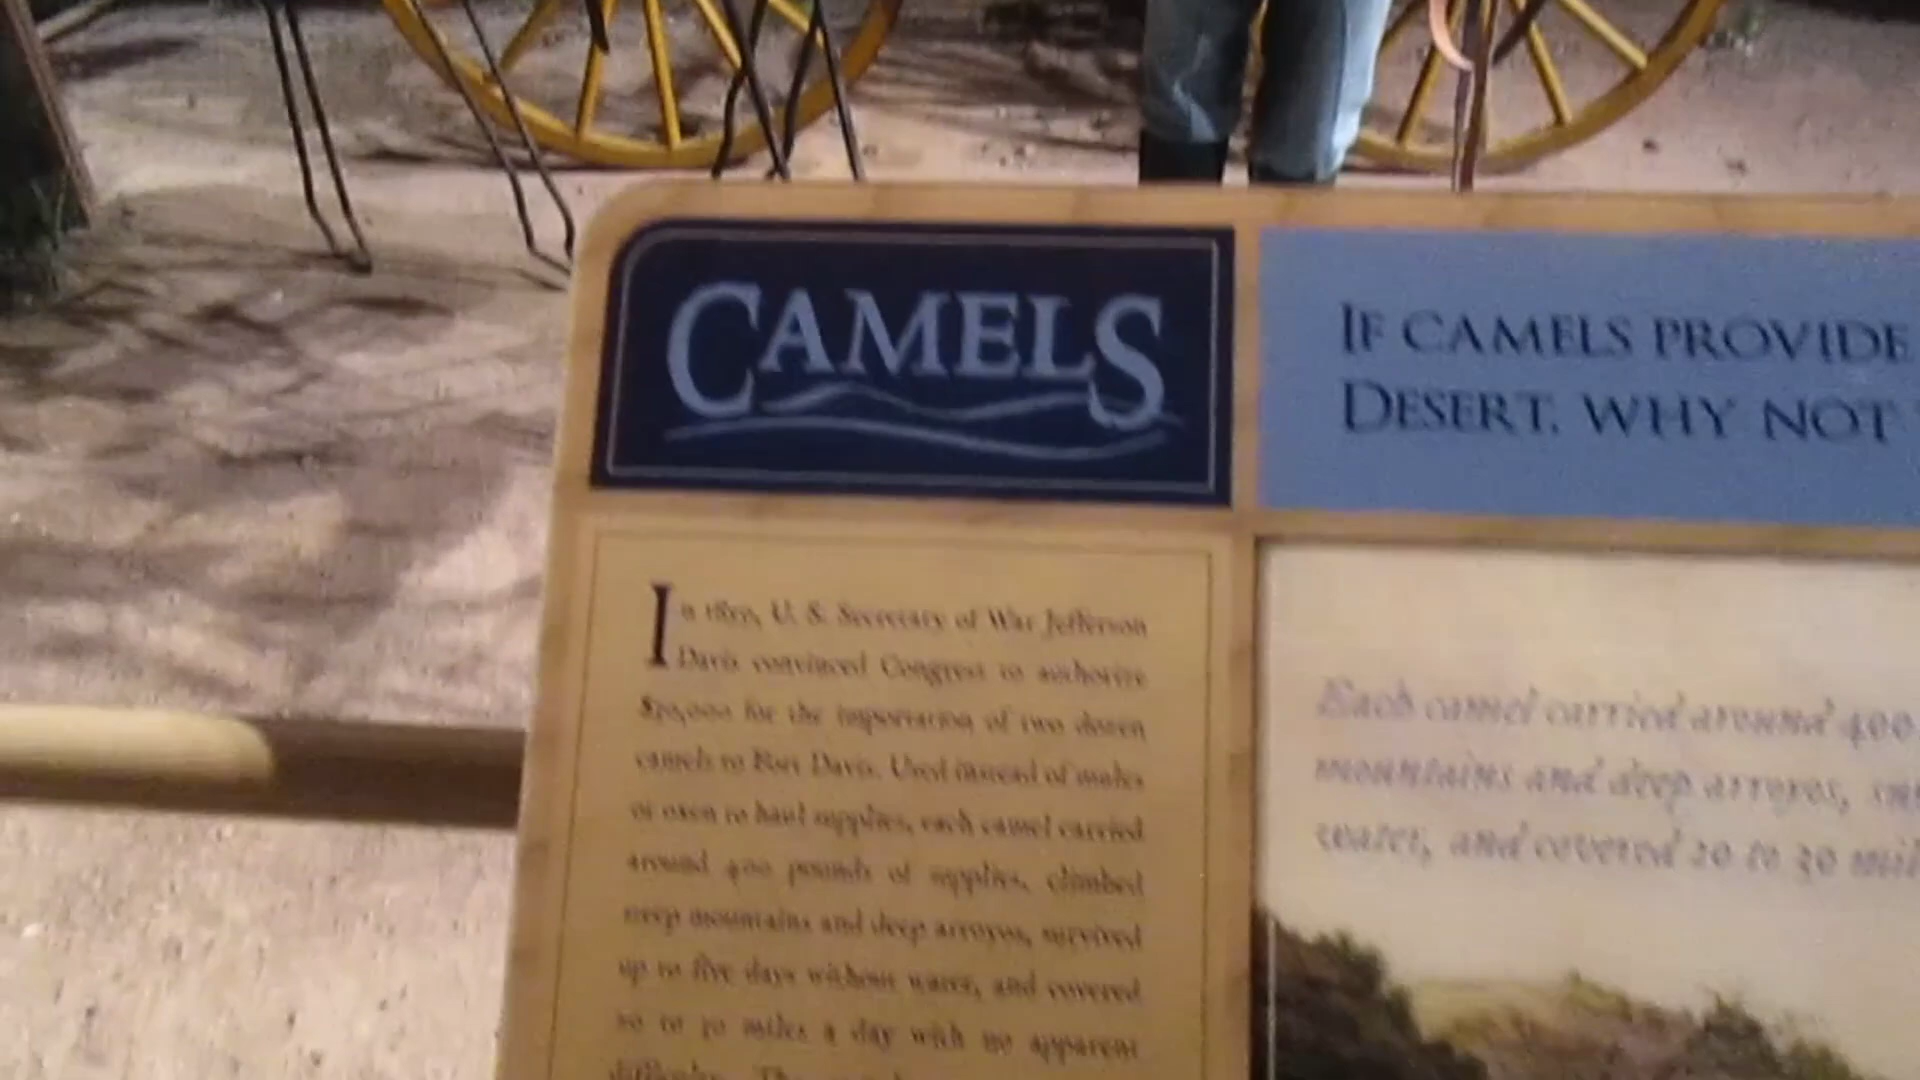 CAMELS
IF CAMELS PROVIDE
DESERT, WHY NOT
In U. S. Secretary of War Jefferson
Davis convinced Congress to authorize
for the importation of two dozen
camels to Fort Davis. Used instead of mules
or oxen to haul supplies, each camel carried
around 400 pounds of supplies, climbed
steep mountains and deep arroyos, survived
up to five days without water, and covered
20 to 30 miles a day with no apparent
Each camel carried around 400
mountains and deep arroyos,
water, and covered 20 to 30